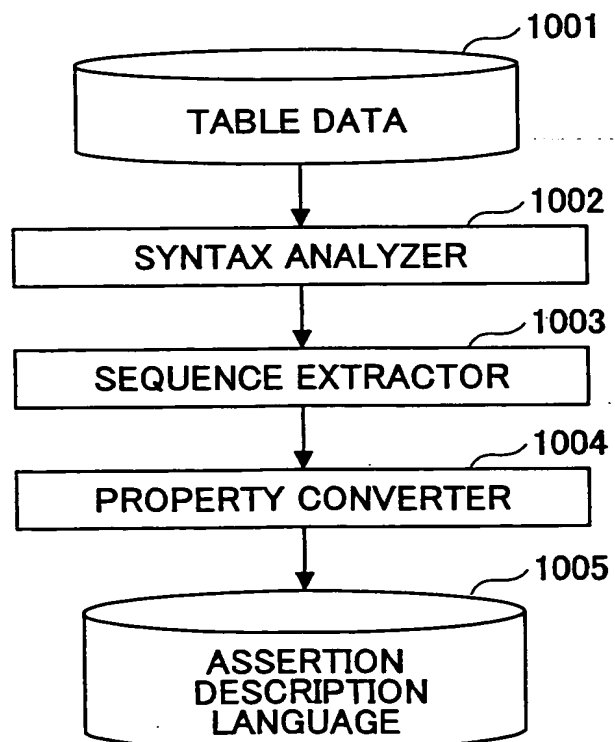 1001
TABLE DATA
1002
SYNTAX ANALYZER
1003
SEQUENCE EXTRACTOR
1004
PROPERTY CONVERTER
1005
ASSERTION
DESCRIPTION
LANGUAGE